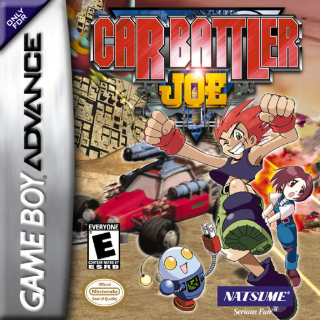 ONLY
FOR
GAME BOY ADVANCE
CAR BATTLER
JOE
EVERYONE
E
CONTENT RATED BY
ESRB
Official
Nintendo
Seal of Quality
NATSUME®
Serious Fun™